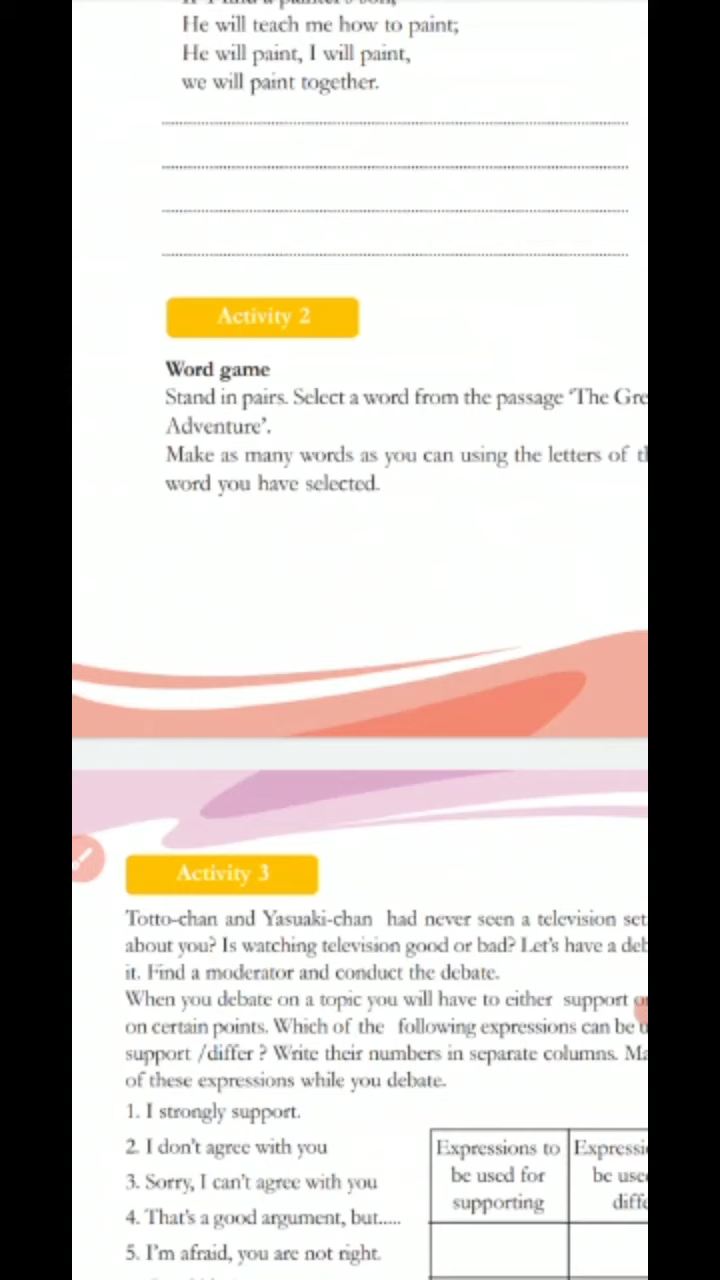 He will teach me how to paint;
He will paint, I will paint,
we will paint together.
Activity 2
Word game
Stand in pairs. Select a word from the passage 'The Gre
Adventure'.
Make as many words as you can using the letters of t
word you have selected.
Activity 3
Totto-chan and Yasuaki-chan had never seen a television set
about you? Is watching television good or bad? Let's have a deb
it. Find a moderator and conduct the debate.
When you debate on a topic you will have to either support or
on certain points. Which of the following expressions can be u
support /differ ? Write their numbers in separate columns. Ma
of these expressions while you debate.
1. I strongly support.
2. I don't agree with you
3. Sorry, I can't agree with you
4. That's a good argument, but.....
5. I'm afraid, you are not right.
Expressions to
be used for
supporting
Expressi
be use
diffe